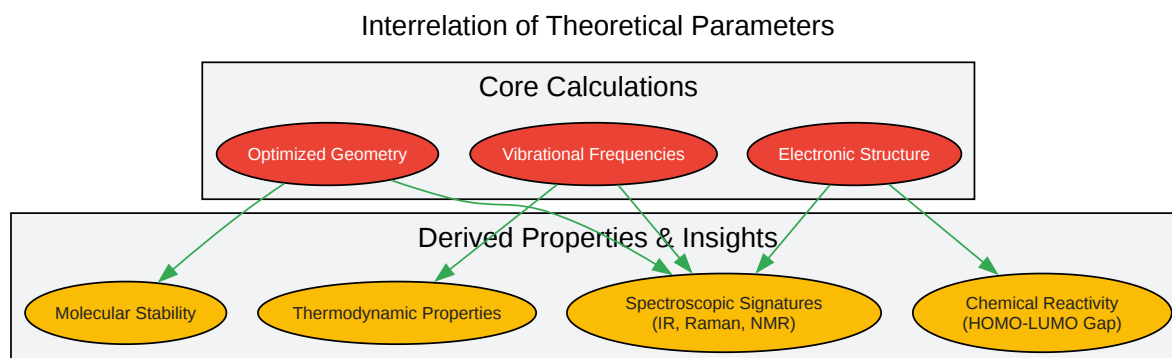 Interrelation of Theoretical Parameters
Core Calculations
Optimized Geometry
Vibrational Frequencies
Electronic Structure
Derived Properties & Insights
Molecular Stability
Thermodynamic Properties
Spectroscopic Signatures
(IR, Raman, NMR)
Chemical Reactivity
(HOMO-LUMO Gap)